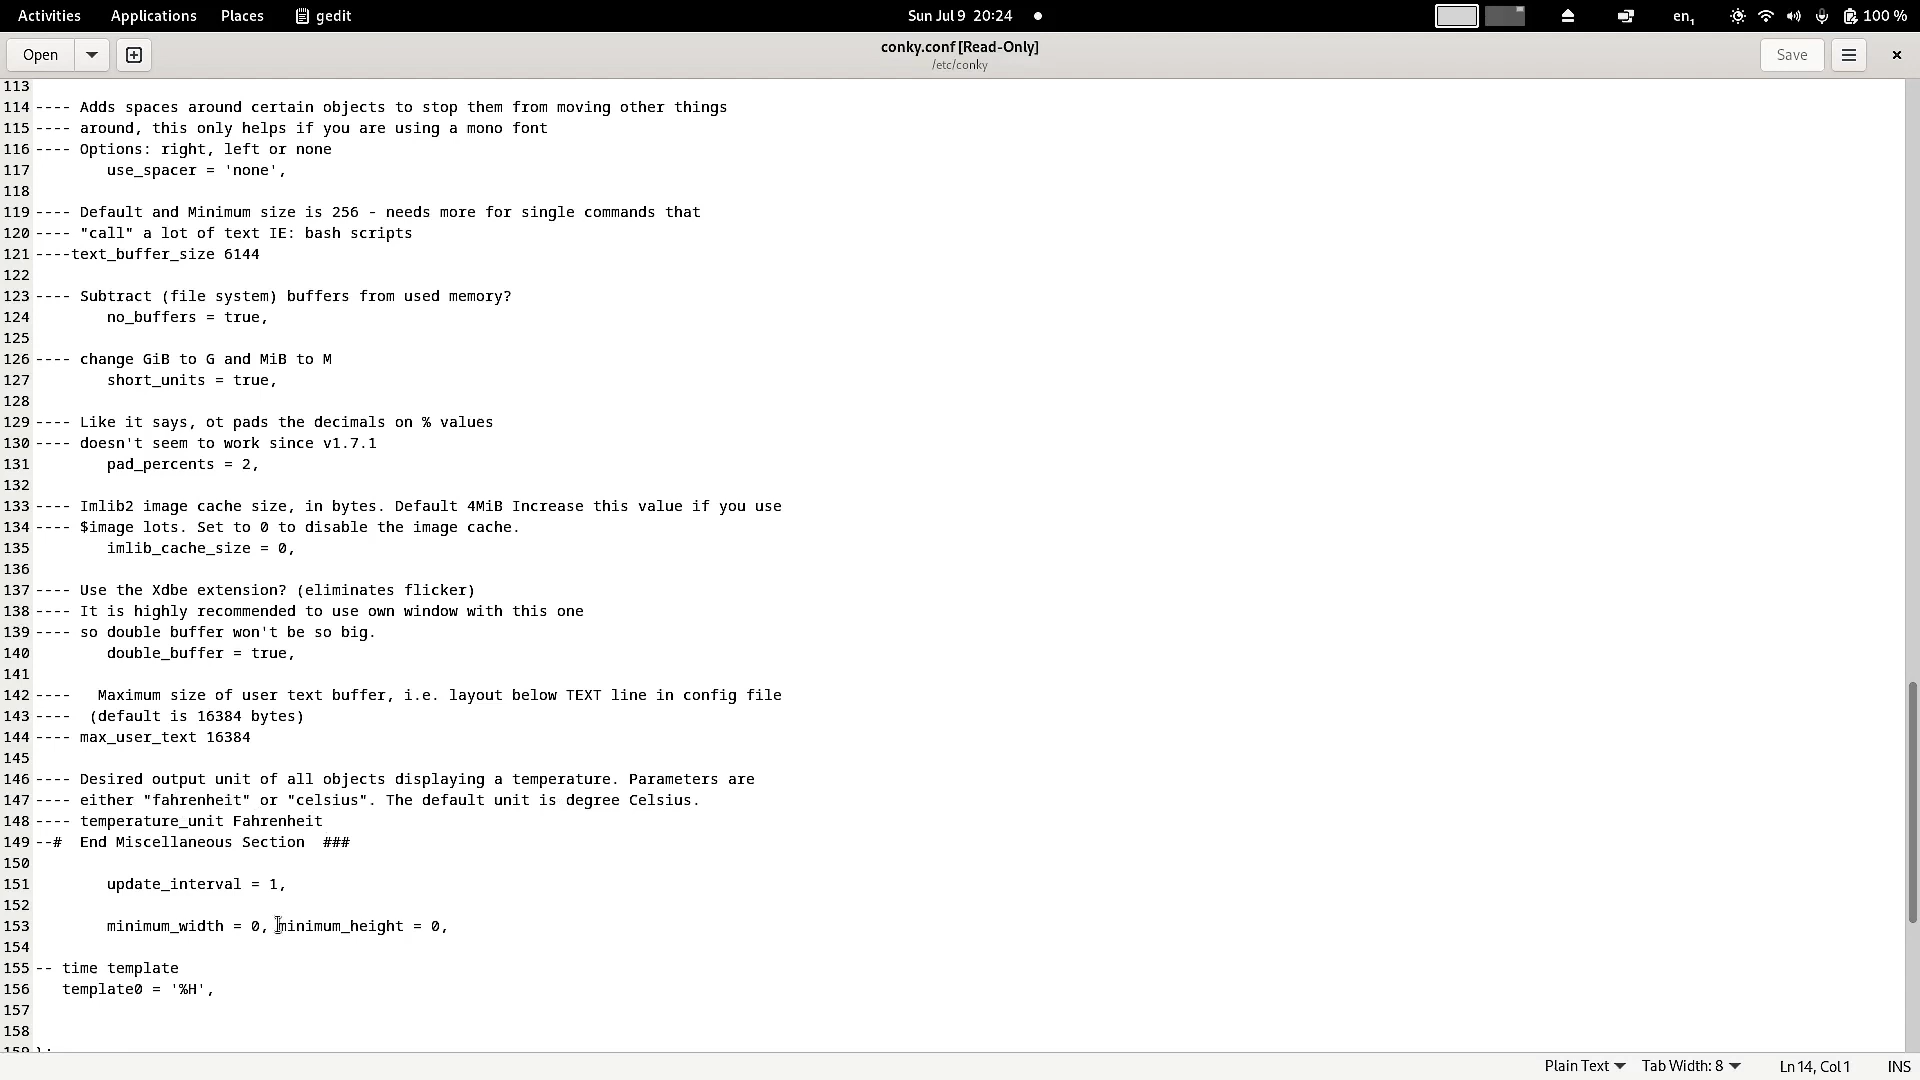 Activities Applications Places gedit Sun Jul 9 20:24 en₁ 100 %
Open conky.conf [Read-Only] Save
/etc/conky
113
114 ---- Adds spaces around certain objects to stop them from moving other things
115 ---- around, this only helps if you are using a mono font
116 ---- Options: right, left or none
117 use_spacer = 'none',
118
119 ---- Default and Minimum size is 256 - needs more for single commands that
120 ---- "call" a lot of text IE: bash scripts
121 ----text_buffer_size 6144
122
123 ---- Subtract (file system) buffers from used memory?
124 no_buffers = true,
125
126 ---- change GiB to G and MiB to M
127 short_units = true,
128
129 ---- Like it says, ot pads the decimals on % values
130 ---- doesn't seem to work since v1.7.1
131 pad_percents = 2,
132
133 ---- Imlib2 image cache size, in bytes. Default 4MiB Increase this value if you use
134 ---- $image lots. Set to 0 to disable the image cache.
135 imlib_cache_size = 0,
136
137 ---- Use the Xdbe extension? (eliminates flicker)
138 ---- It is highly recommended to use own window with this one
139 ---- so double buffer won't be so big.
140 double_buffer = true,
141
142 ---- Maximum size of user text buffer, i.e. layout below TEXT line in config file
143 ---- (default is 16384 bytes)
144 ---- max_user_text 16384
145
146 ---- Desired output unit of all objects displaying a temperature. Parameters are
147 ---- either "fahrenheit" or "celsius". The default unit is degree Celsius.
148 ---- temperature_unit Fahrenheit
149 --# End Miscellaneous Section ###
150
151 update_interval = 1,
152
153 minimum_width = 0, minimum_height = 0,
154
155 -- time template
156 template0 = '%H',
157
158
159
Plain Text Tab Width: 8 Ln 14, Col 1 INS